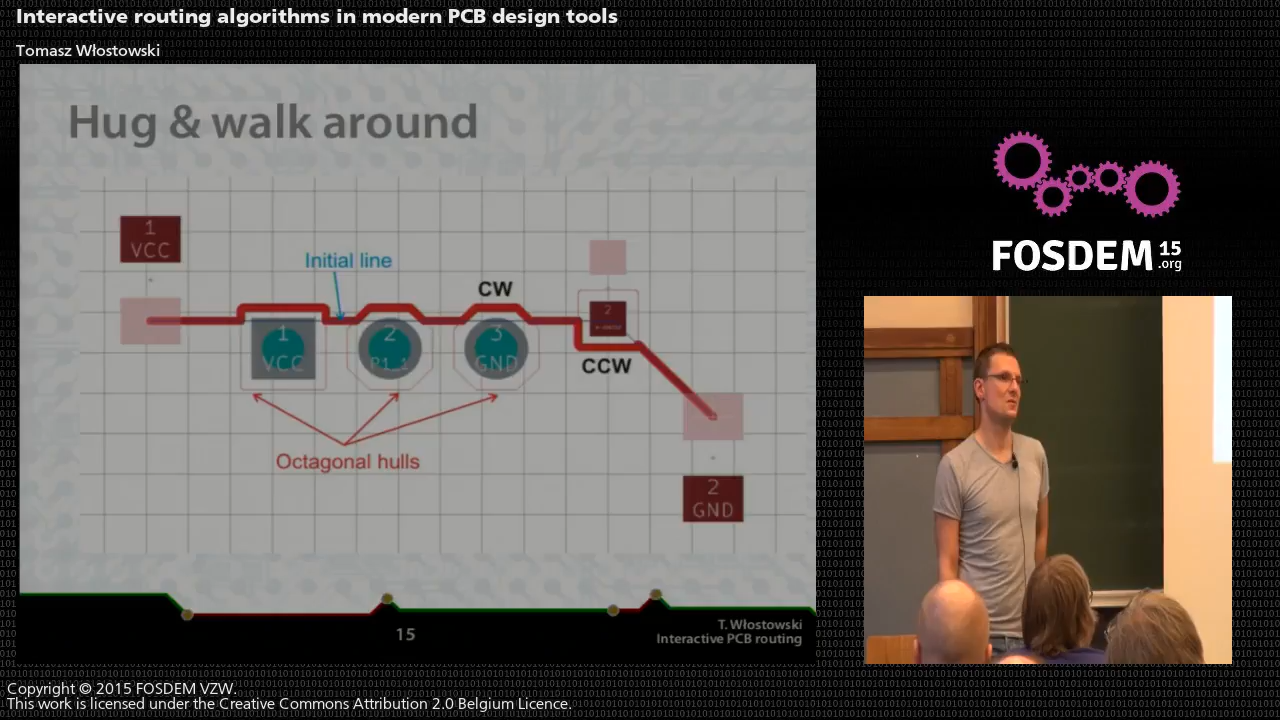 Interactive routing algorithms in modern PCB design tools
Tomasz Włostowski
Hug & walk around
1
VCC
Initial line
CW
2
1
VCC
2
P1_1
3
GND
CCW
Octagonal hulls
2
GND
15
T. Włostowski
Interactive PCB routing
FOSDEM 15
.org
Copyright © 2015 FOSDEM VZW.
This work is licensed under the Creative Commons Attribution 2.0 Belgium Licence.